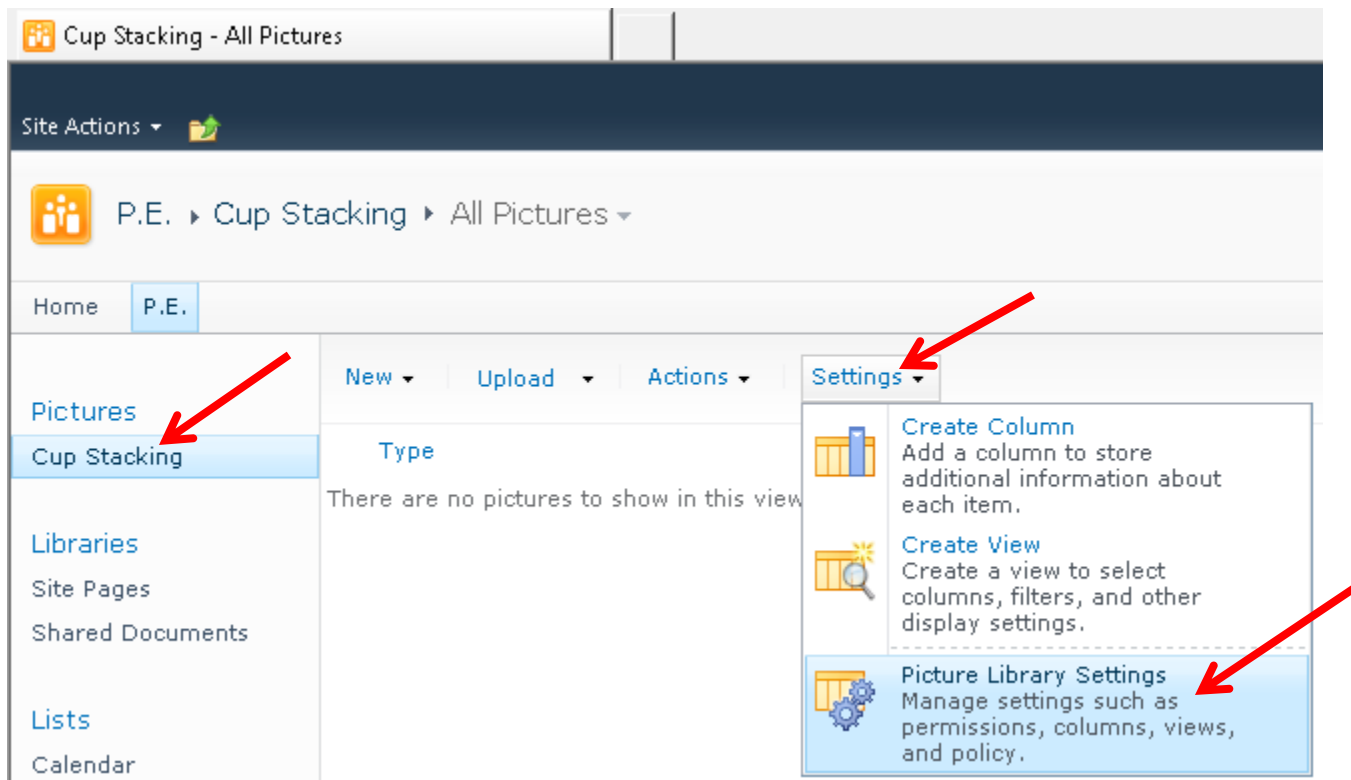 Cup Stacking - All Pictures
Site Actions
P.E. Cup Stacking All Pictures
Home P.E.
New Upload Actions Settings
Pictures
Cup Stacking
Libraries
Site Pages
Shared Documents
Lists
Calendar
Type
There are no pictures to show in this view
Create Column
Add a column to store
additional information about
each item.
Create View
Create a view to select
columns, filters, and other
display settings.
Picture Library Settings
Manage settings such as
permissions, columns, views,
and policy.